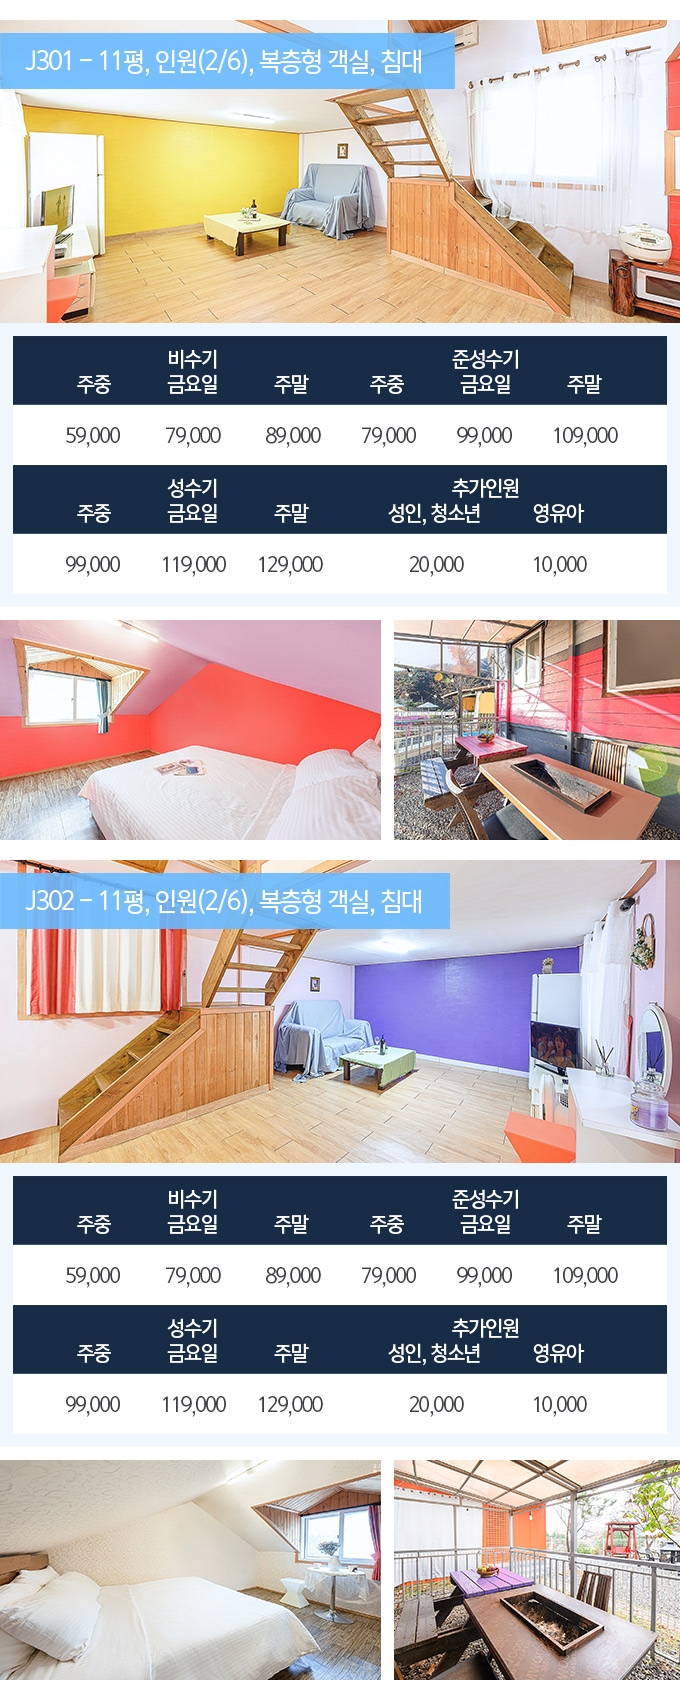 J301 - 11평, 인원(2/6), 복층형 객실, 침대
비수기 준성수기
주중 금요일 주말 주중 금요일 주말
59,000 79,000 89,000 79,000 99,000 109,000
성수기 추가인원
주중 금요일 주말 성인, 청소년 영유아
99,000 119,000 129,000 20,000 10,000
J302 - 11평, 인원(2/6), 복층형 객실, 침대
비수기 준성수기
주중 금요일 주말 주중 금요일 주말
59,000 79,000 89,000 79,000 99,000 109,000
성수기 추가인원
주중 금요일 주말 성인, 청소년 영유아
99,000 119,000 129,000 20,000 10,000